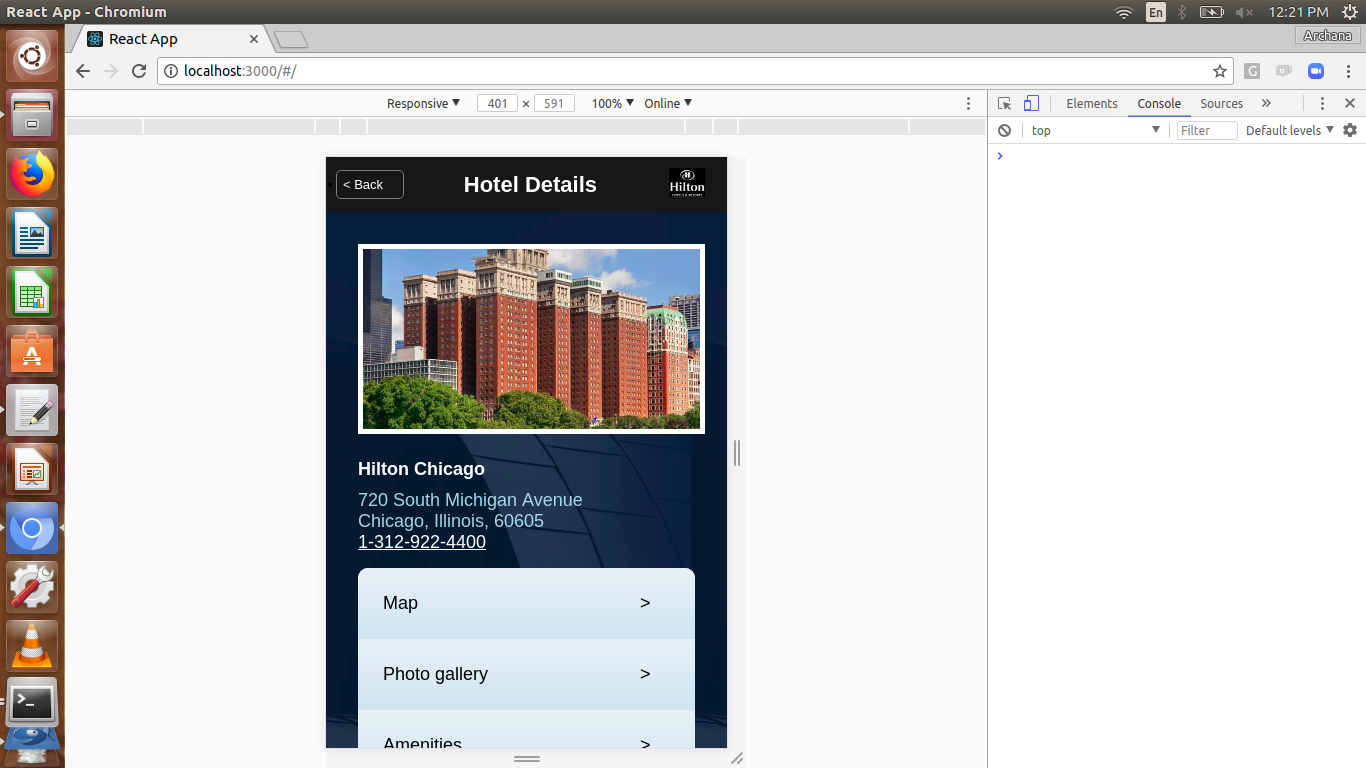 React App - Chromium
En
12:21 PM
React App
Archana
localhost:3000/#/
G
Responsive ▼ 401 × 591 100% ▼ Online ▼
Elements Console Sources »
top ▼ Filter Default levels ▼
>
< Back
Hotel Details
Hilton
Hilton Chicago
720 South Michigan Avenue
Chicago, Illinois, 60605
1-312-922-4400
Map >
Photo gallery >
Amenities >